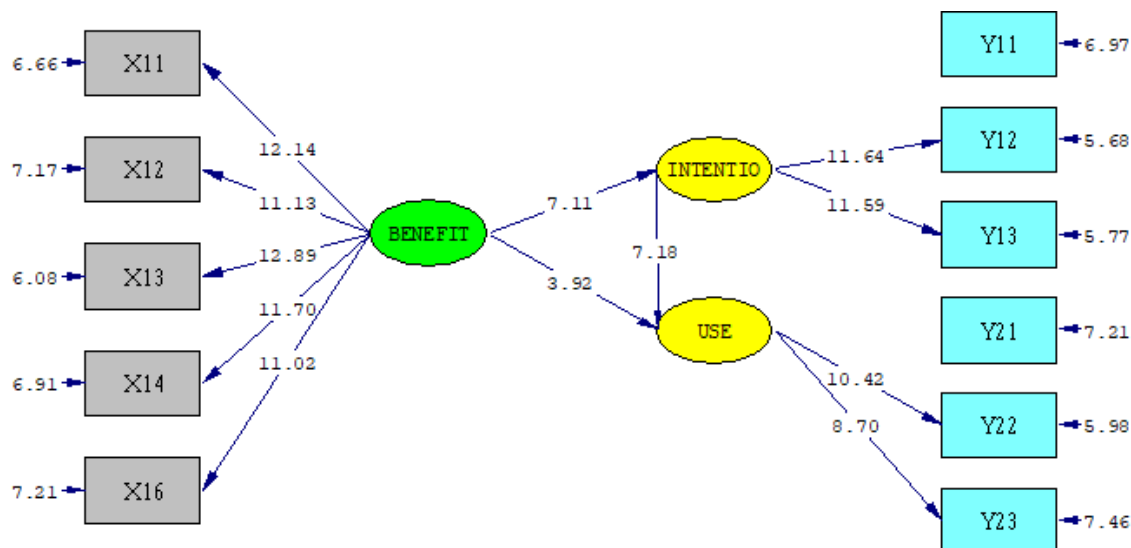 6.66
X11
7.17
X12
6.08
X13
6.91
X14
7.21
X16
12.14
11.13
12.89
11.70
11.02
BENEFIT
7.11
3.92
INTENTIO
7.18
USE
11.64
11.59
10.42
8.70
Y11
6.97
Y12
5.68
Y13
5.77
Y21
7.21
Y22
5.98
Y23
7.46